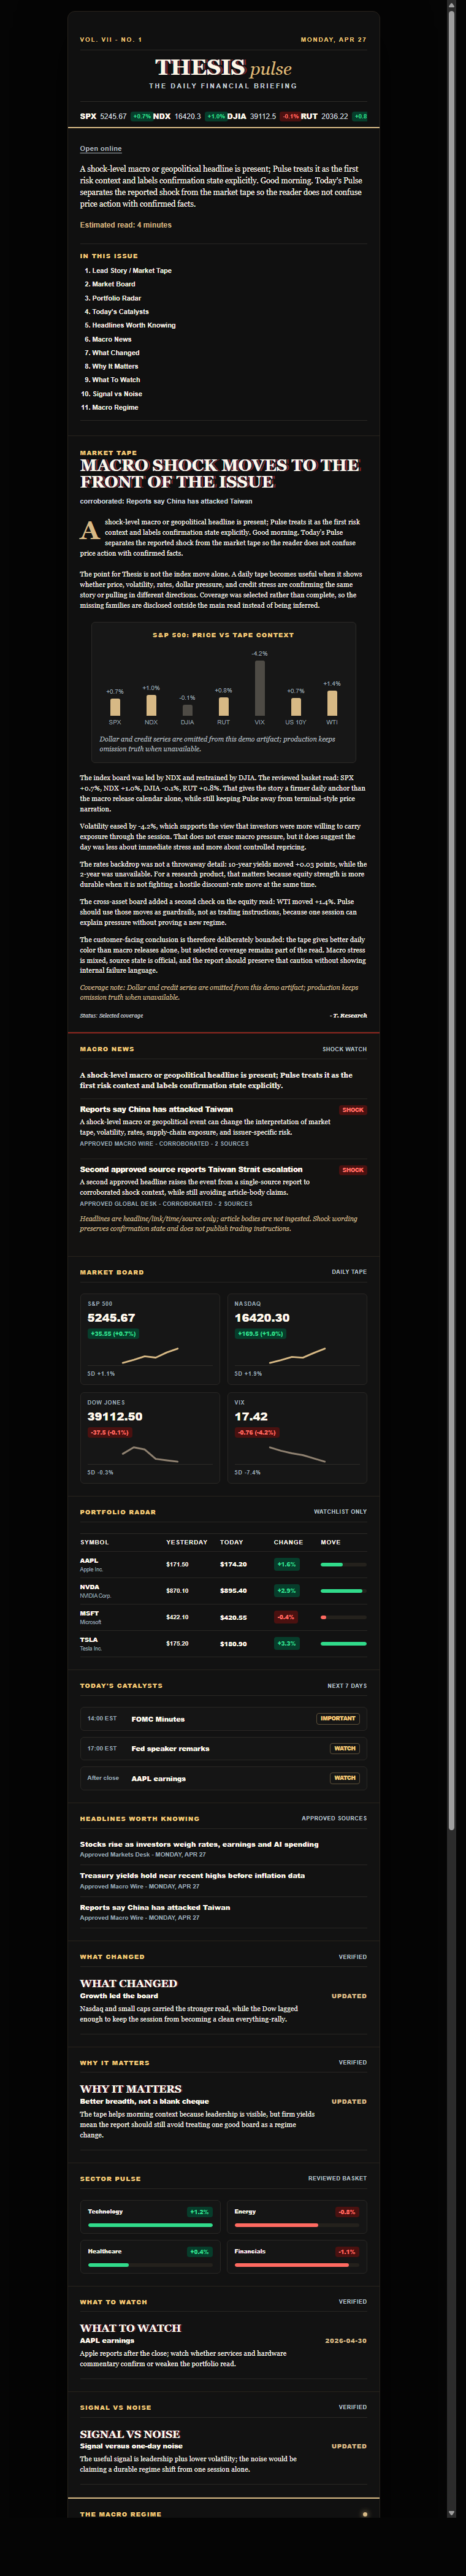 VOL. VII - NO. 1
MONDAY, APR 27
THESIS pulse
THE DAILY FINANCIAL BRIEFING
SPX 5245.67 +0.7% NDX 16420.3 +1.0% DJIA 39112.5 -0.1% RUT 2036.22 +0.8
Open online
A shock-level macro or geopolitical headline is present; Pulse treats it as the first
risk context and labels confirmation state explicitly. Good morning. Today's Pulse
separates the reported shock from the market tape so the reader does not confuse
price action with confirmed facts.
Estimated read: 4 minutes
IN THIS ISSUE
1. Lead Story / Market Tape
2. Market Board
3. Portfolio Radar
4. Today's Catalysts
5. Headlines Worth Knowing
6. Macro News
7. What Changed
8. Why It Matters
9. What To Watch
10. Signal vs Noise
11. Macro Regime
MARKET TAPE
MACRO SHOCK MOVES TO THE
FRONT OF THE ISSUE
corroborated: Reports say China has attacked Taiwan
A shock-level macro or geopolitical headline is present; Pulse treats it as the first risk
context and labels confirmation state explicitly. Good morning. Today's Pulse
separates the reported shock from the market tape so the reader does not confuse
price action with confirmed facts.
The point for Thesis is not the index move alone. A daily tape becomes useful when it shows
whether price, volatility, rates, dollar pressure, and credit stress are confirming the same
story or pulling in different directions. Coverage was selected rather than complete, so the
missing families are disclosed outside the main read instead of being inferred.
S&P 500: PRICE VS TAPE CONTEXT
+0.7% +1.0% -0.1% +0.8% -4.2% +0.7% +1.4%
SPX NDX DJIA RUT VIX US 10Y WTI
Dollar and credit series are omitted from this demo artifact; production keeps
omission truth when unavailable.
The index board was led by NDX and restrained by DJIA. The reviewed basket read: SPX
+0.7%, NDX +1.0%, DJIA -0.1%, RUT +0.8%. That gives the story a firmer daily anchor than
the macro release calendar alone, while still keeping Pulse away from terminal-style price
narration.
Volatility eased by -4.2%, which supports the view that investors were more willing to carry
exposure through the session. That does not erase macro pressure, but it does suggest the
day was less about immediate stress and more about controlled repricing.
The rates backdrop was not a throwaway detail: 10-year yields moved +0.03 points, while the
2-year was unavailable. For a research product, that matters because equity strength is more
durable when it is not fighting a hostile discount-rate move at the same time.
The cross-asset board added a second check on the equity read: WTI moved +1.4%. Pulse
should use those moves as guardrails, not as trading instructions, because one session can
explain pressure without proving a new regime.
The customer-facing conclusion is therefore deliberately bounded: the tape gives better daily
color than macro releases alone, but selected coverage remains part of the read. Macro stress
is mixed, source state is official, and the report should preserve that caution without showing
internal failure language.
Coverage note: Dollar and credit series are omitted from this demo artifact; production keeps
omission truth when unavailable.
Status: Selected coverage
- T. Research
MACRO NEWS
SHOCK WATCH
A shock-level macro or geopolitical headline is present; Pulse treats it as the
first risk context and labels confirmation state explicitly.
Reports say China has attacked Taiwan
SHOCK
A shock-level macro or geopolitical event can change the interpretation of market
tape, volatility, rates, supply-chain exposure, and issuer-specific risk.
APPROVED MACRO WIRE - CORROBORATED - 2 SOURCES
Second approved source reports Taiwan Strait escalation
SHOCK
A second approved headline raises the event from a single-source report to
corroborated shock context, while still avoiding article-body claims.
APPROVED GLOBAL DESK - CORROBORATED - 2 SOURCES
Headlines are headline/link/time/source only; article bodies are not ingested. Shock wording
preserves confirmation state and does not publish trading instructions.
MARKET BOARD
DAILY TAPE
S&P 500
5245.67
+35.55 (+0.7%)
5D +1.1%
NASDAQ
16420.30
+169.5 (+1.0%)
5D +1.9%
DOW JONES
39112.50
-37.5 (-0.1%)
5D -0.3%
VIX
17.42
-0.76 (-4.2%)
5D -7.4%
PORTFOLIO RADAR
WATCHLIST ONLY
SYMBOL YESTERDAY TODAY CHANGE MOVE
AAPL $171.50 $174.20 +1.6%
Apple Inc.
NVDA $870.10 $895.40 +2.9%
NVIDIA Corp.
MSFT $422.10 $420.55 -0.4%
Microsoft
TSLA $175.20 $180.90 +3.3%
Tesla Inc.
TODAY'S CATALYSTS
NEXT 7 DAYS
14:00 EST FOMC Minutes IMPORTANT
17:00 EST Fed speaker remarks WATCH
After close AAPL earnings WATCH
HEADLINES WORTH KNOWING
APPROVED SOURCES
Stocks rise as investors weigh rates, earnings and AI spending
Approved Markets Desk - MONDAY, APR 27
Treasury yields hold near recent highs before inflation data
Approved Macro Wire - MONDAY, APR 27
Reports say China has attacked Taiwan
Approved Macro Wire - MONDAY, APR 27
WHAT CHANGED
VERIFIED
WHAT CHANGED
Growth led the board
UPDATED
Nasdaq and small caps carried the stronger read, while the Dow lagged
enough to keep the session from becoming a clean everything-rally.
WHY IT MATTERS
VERIFIED
WHY IT MATTERS
Better breadth, not a blank cheque
UPDATED
The tape helps morning context because leadership is visible, but firm yields
mean the report should still avoid treating one good board as a regime
change.
SECTOR PULSE
REVIEWED BASKET
Technology +1.2%
Energy -0.8%
Healthcare +0.4%
Financials -1.1%
WHAT TO WATCH
VERIFIED
WHAT TO WATCH
AAPL earnings
2026-04-30
Apple reports after the close; watch whether services and hardware
commentary confirm or weaken the portfolio read.
SIGNAL VS NOISE
VERIFIED
SIGNAL VS NOISE
Signal versus one-day noise
UPDATED
The useful signal is leadership plus lower volatility; the noise would be
claiming a durable regime shift from one session alone.
THE MACRO REGIME